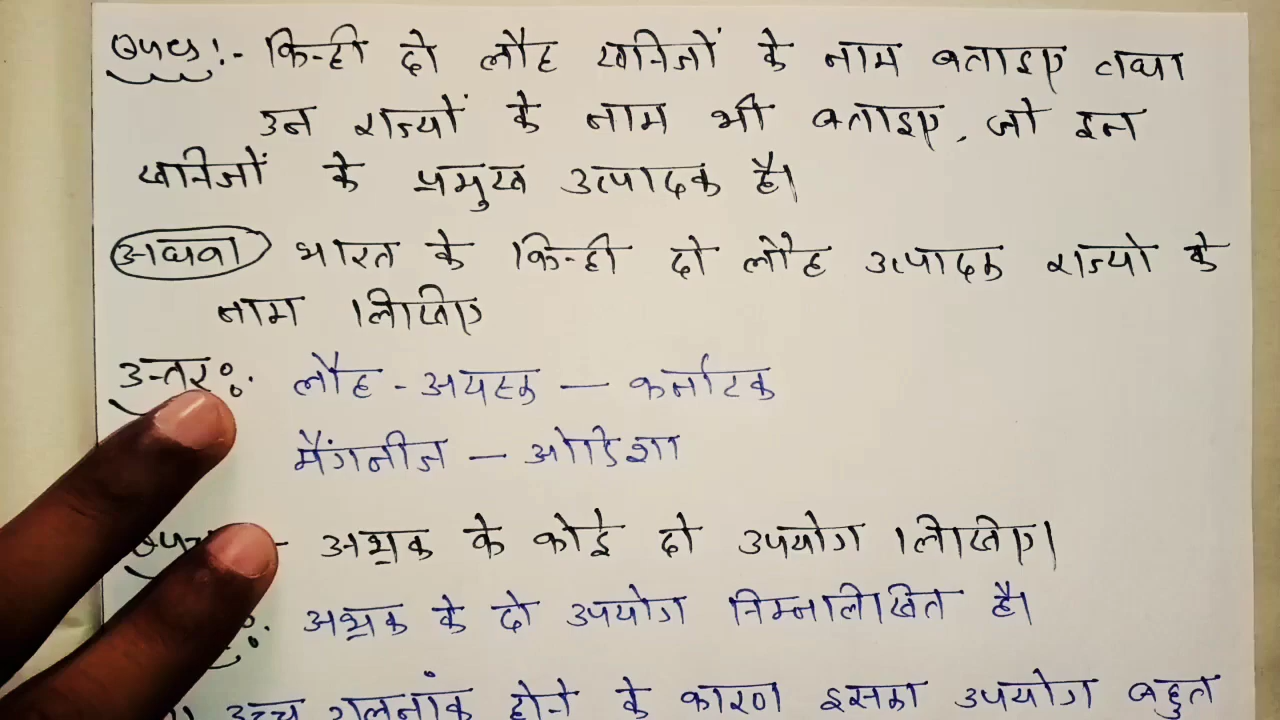 Ques:- किन्ही दो लौह खनिजों के नाम बताइए तथा
उन राज्यों के नाम भी बताइए, जो इन
खनिजों के प्रमुख उत्पादक है।
अथवा भारत के किन्ही दो लौह उत्पादक राज्यो के
नाम लिखिए
उत्तर:- लौह - अयस्क — कर्नाटक
मैंगनीज — ओडिशा
- अभ्रक के कोई दो उपयोग लिखिए।
अभ्रक के दो उपयोग निम्नलिखित है।
उच्च गलनांक होने के कारण इसका उपयोग बहुत